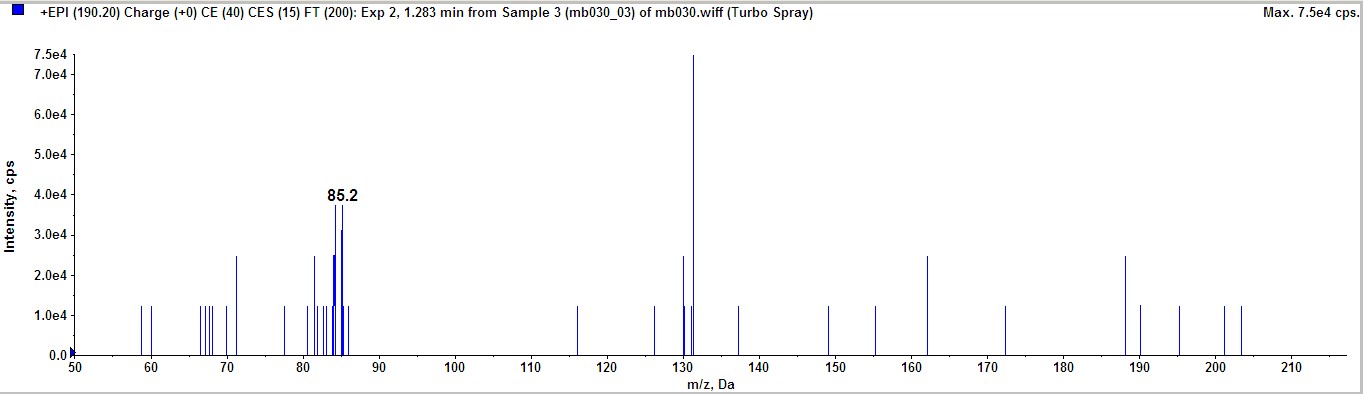 +EPI (190.20) Charge (+0) CE (40) CES (15) FT (200): Exp 2, 1.283 min from Sample 3 (mb030_03) of mb030.wiff (Turbo Spray)
Max. 7.5e4 cps.
7.5e4
7.0e4
6.0e4
5.0e4
4.0e4
3.0e4
2.0e4
1.0e4
0.0
Intensity, cps
85.2
50 60 70 80 90 100 110 120 130 140 150 160 170 180 190 200 210
m/z, Da